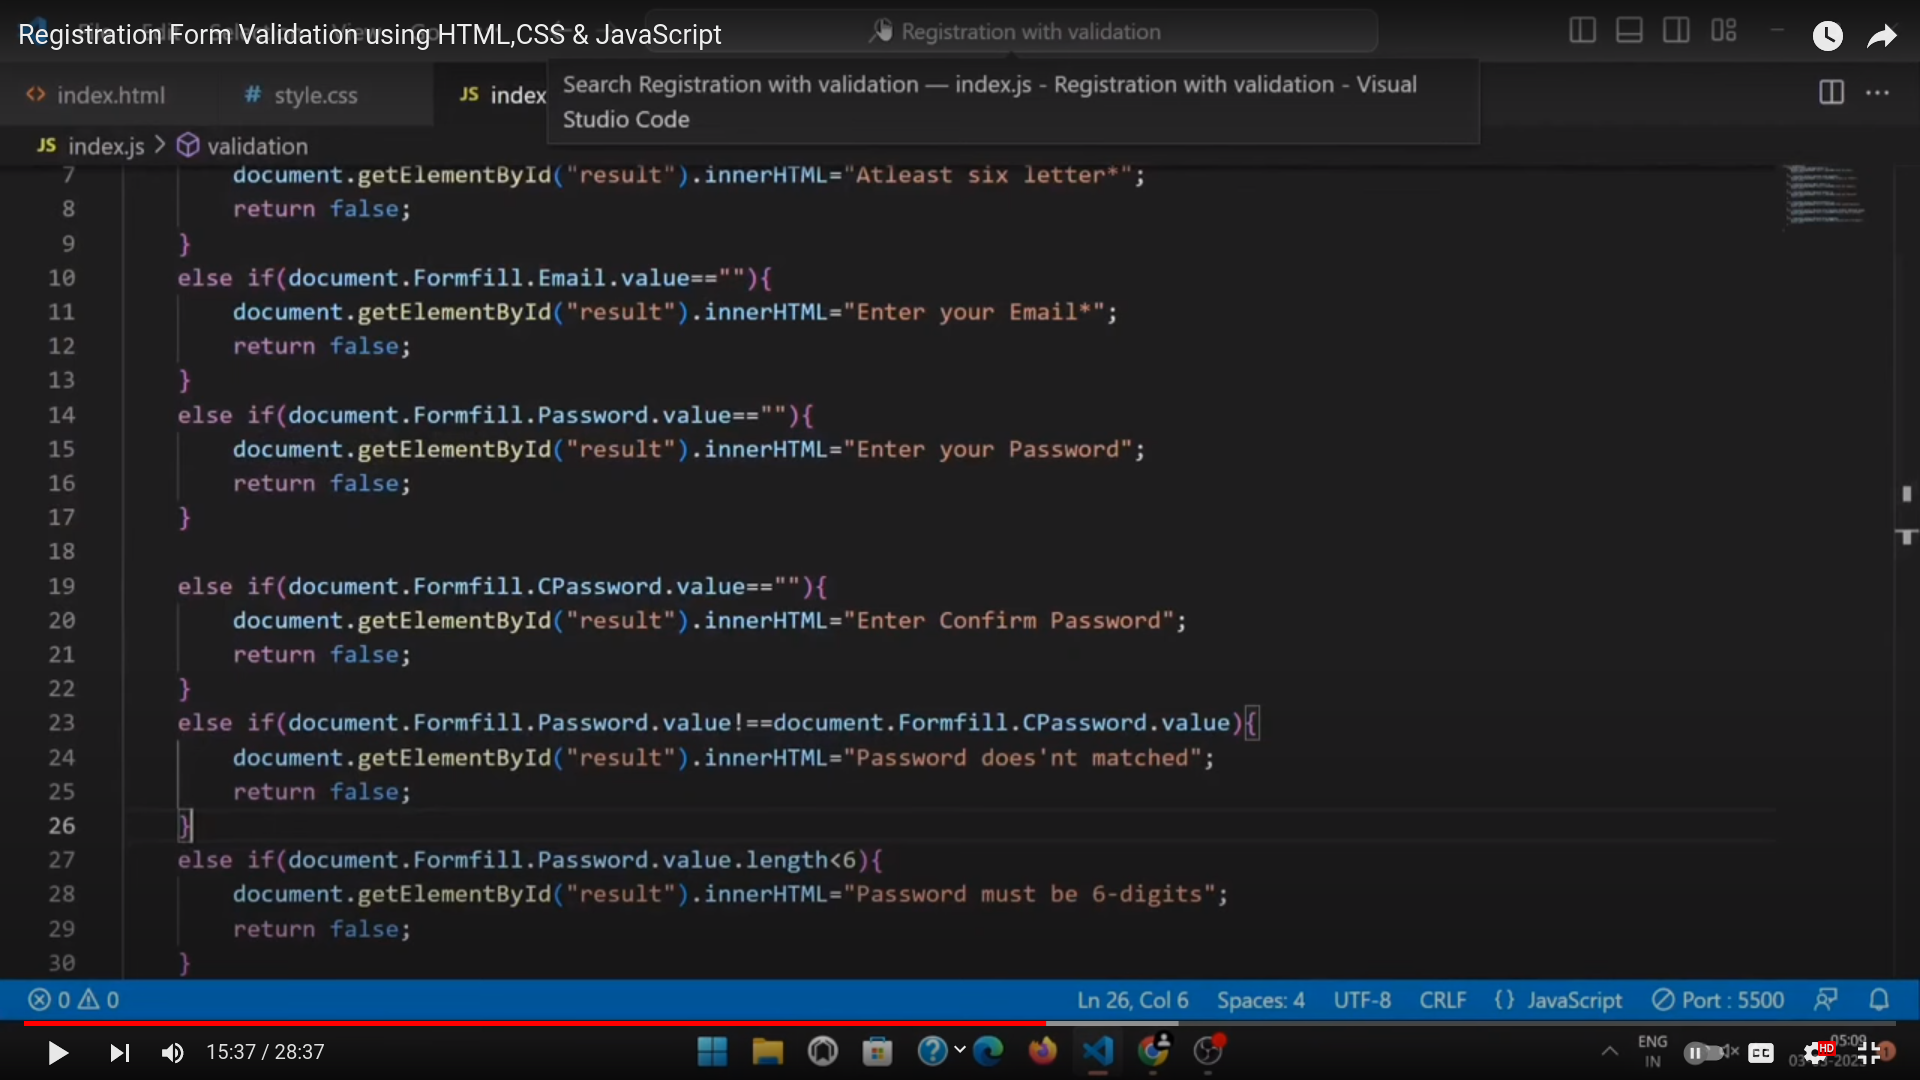 Registration Form Validation using HTML,CSS & JavaScript
Registration with validation
index.html
# style.css
JS index
Search Registration with validation — index.js - Registration with validation - Visual
Studio Code
JS index.js > validation
7 document.getElementById("result").innerHTML="Atleast six letter*";
8 return false;
9 }
10 else if(document.Formfill.Email.value==""){
11 document.getElementById("result").innerHTML="Enter your Email*";
12 return false;
13 }
14 else if(document.Formfill.Password.value==""){
15 document.getElementById("result").innerHTML="Enter your Password";
16 return false;
17 }
18
19 else if(document.Formfill.CPassword.value==""){
20 document.getElementById("result").innerHTML="Enter Confirm Password";
21 return false;
22 }
23 else if(document.Formfill.Password.value!==document.Formfill.CPassword.value){
24 document.getElementById("result").innerHTML="Password does'nt matched";
25 return false;
26 }
27 else if(document.Formfill.Password.value.length<6){
28 document.getElementById("result").innerHTML="Password must be 6-digits";
29 return false;
30 }
0 0 Ln 26, Col 6 Spaces: 4 UTF-8 CRLF {} JavaScript Port : 5500
15:37 / 28:37
ENG
IN
CC
HD
05:09